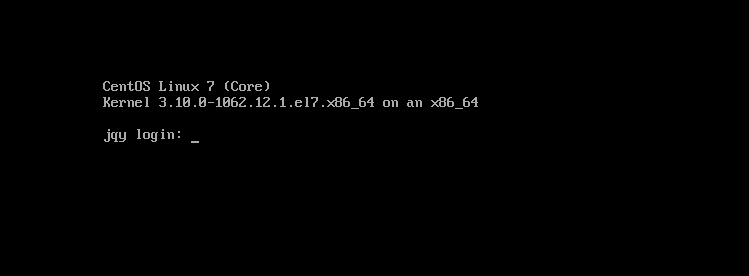 CentOS Linux 7 (Core)
Kernel 3.10.0-1062.12.1.el7.x86_64 on an x86_64
jqy login: _